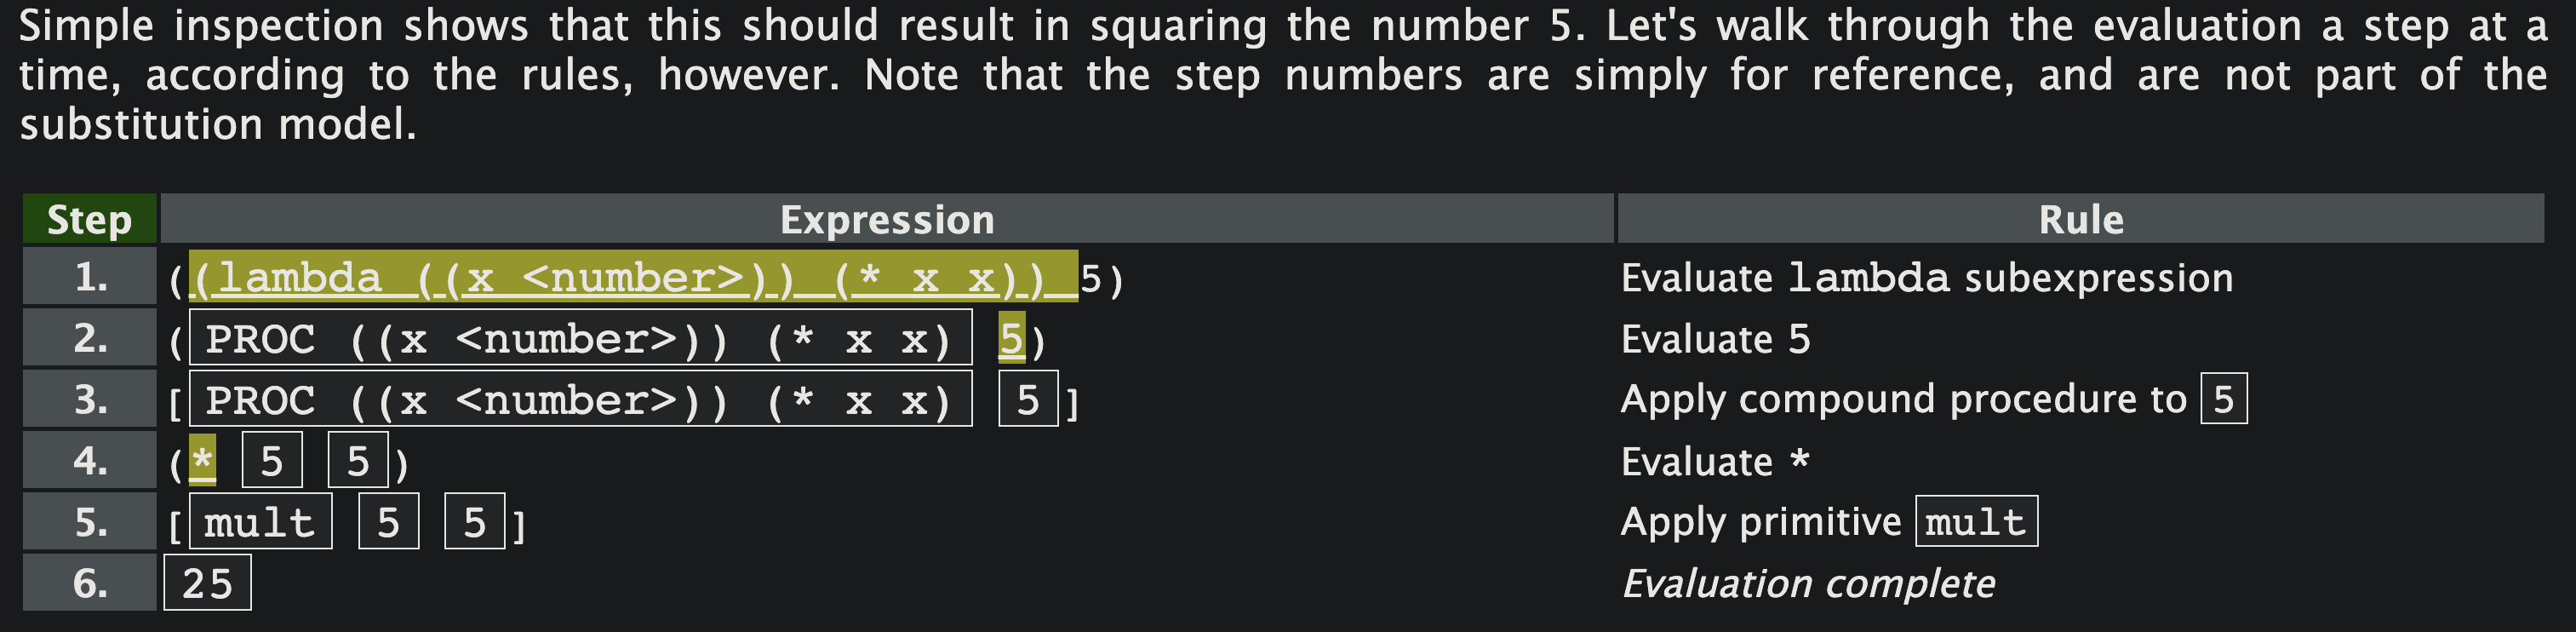 Simple inspection shows that this should result in squaring the number 5. Let's walk through the evaluation a step at a
time, according to the rules, however. Note that the step numbers are simply for reference, and are not part of the
substitution model.
Step Expression Rule
1. ((lambda ((x <number>)) (* x x)) 5) Evaluate lambda subexpression
2. ( PROC ((x <number>)) (* x x) 5) Evaluate 5
3. [ PROC ((x <number>)) (* x x) 5 ] Apply compound procedure to 5
4. (* 5 5 ) Evaluate *
5. [ mult 5 5 ] Apply primitive mult
6. 25 Evaluation complete